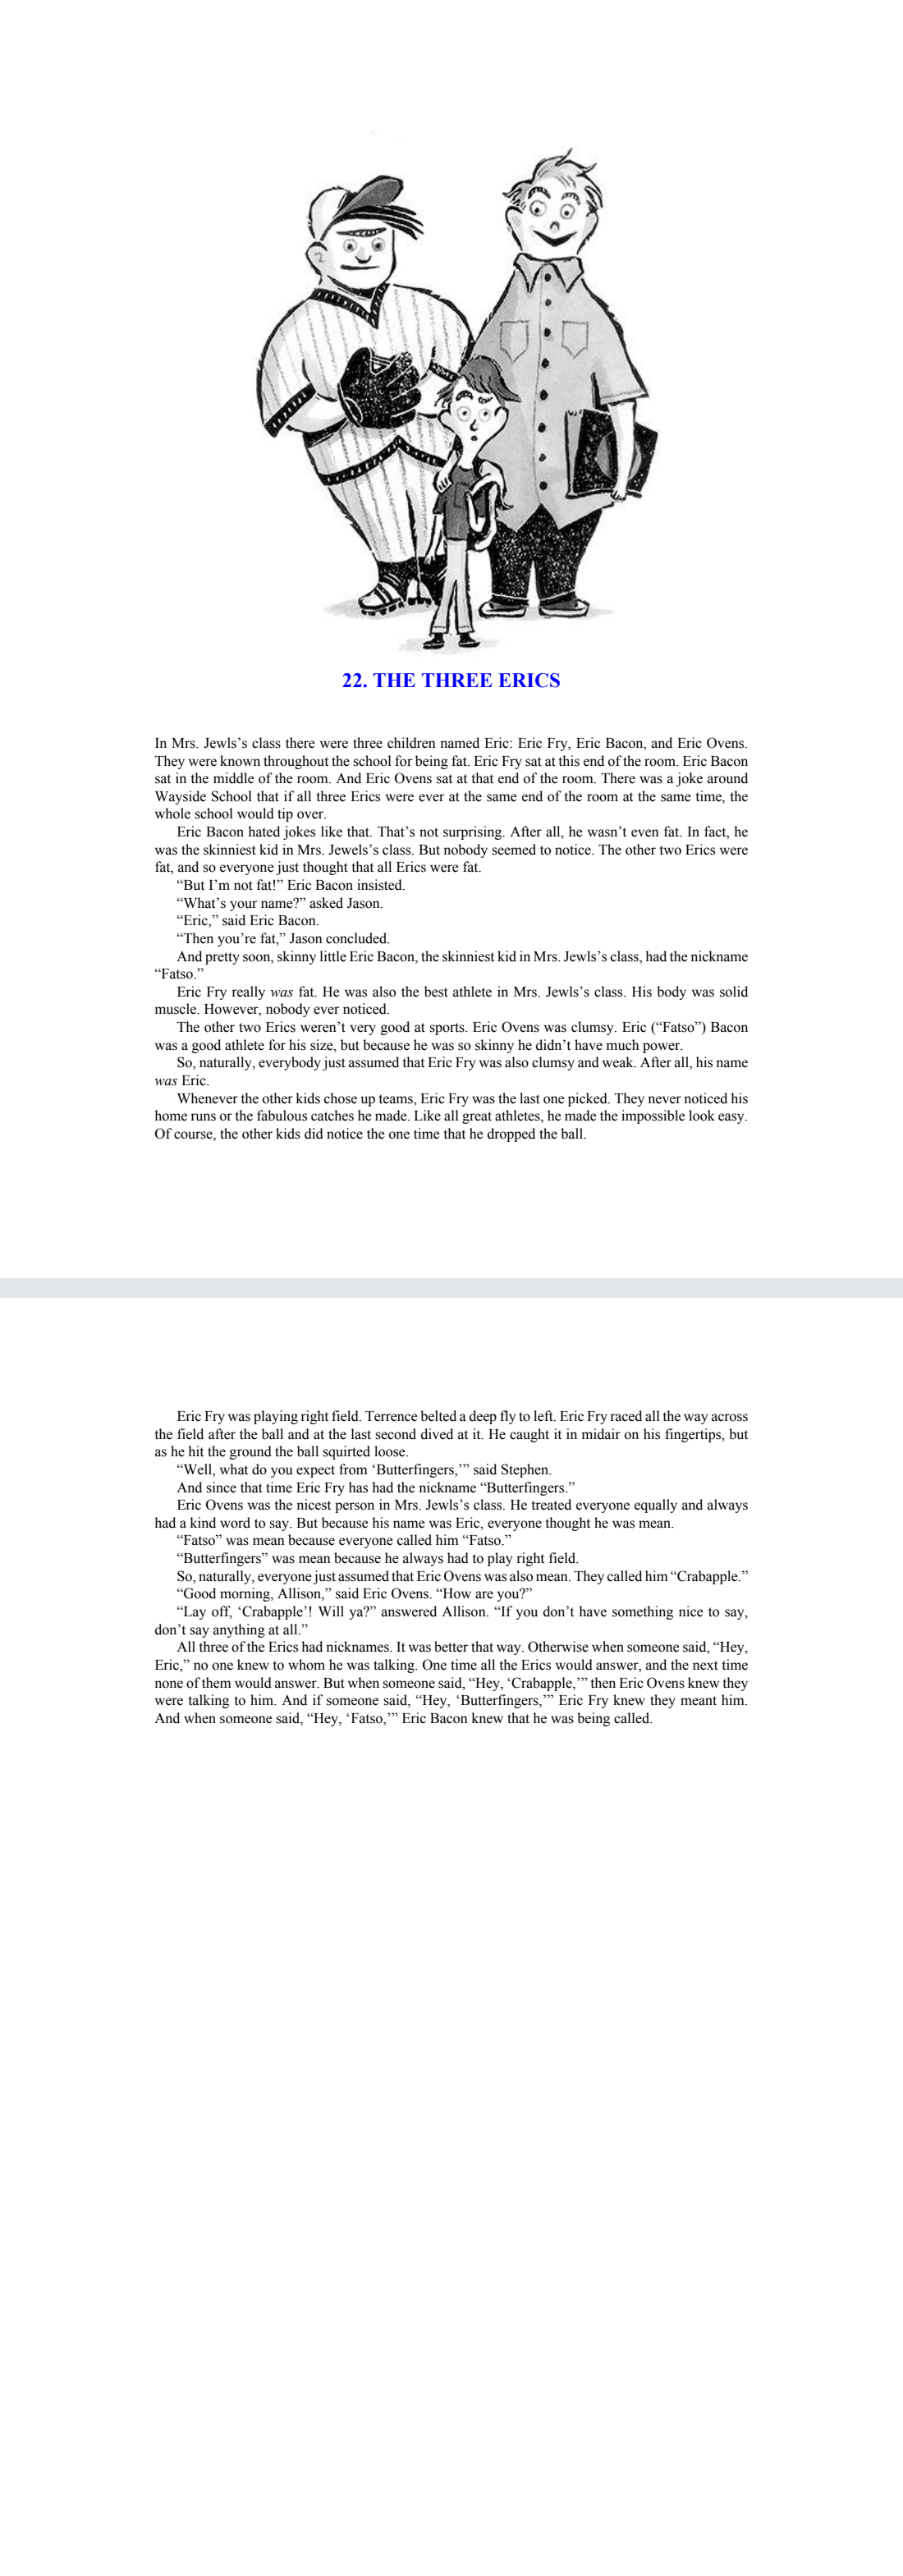 22. THE THREE ERICS
In Mrs. Jewls’s class there were three children named Eric: Eric Fry, Eric Bacon, and Eric Ovens.
They were known throughout the school for being fat. Eric Fry sat at this end of the room. Eric Bacon
sat in the middle of the room. And Eric Ovens sat at that end of the room. There was a joke around
Wayside School that if all three Erics were ever at the same end of the room at the same time, the
whole school would tip over.
Eric Bacon hated jokes like that. That’s not surprising. After all, he wasn’t even fat. In fact, he
was the skinniest kid in Mrs. Jewels’s class. But nobody seemed to notice. The other two Erics were
fat, and so everyone just thought that all Erics were fat.
“But I’m not fat!” Eric Bacon insisted.
“What’s your name?” asked Jason.
“Eric,” said Eric Bacon.
“Then you’re fat,” Jason concluded.
And pretty soon, skinny little Eric Bacon, the skinniest kid in Mrs. Jewls’s class, had the nickname
“Fatso.”
Eric Fry really was fat. He was also the best athlete in Mrs. Jewls’s class. His body was solid
muscle. However, nobody ever noticed.
The other two Erics weren’t very good at sports. Eric Ovens was clumsy. Eric (“Fatso”) Bacon
was a good athlete for his size, but because he was so skinny he didn’t have much power.
So, naturally, everybody just assumed that Eric Fry was also clumsy and weak. After all, his name
was Eric.
Whenever the other kids chose up teams, Eric Fry was the last one picked. They never noticed his
home runs or the fabulous catches he made. Like all great athletes, he made the impossible look easy.
Of course, the other kids did notice the one time that he dropped the ball.
Eric Fry was playing right field. Terrence belted a deep fly to left. Eric Fry raced all the way across
the field after the ball and at the last second dived at it. He caught it in midair on his fingertips, but
as he hit the ground the ball squirted loose.
“Well, what do you expect from ‘Butterfingers,’” said Stephen.
And since that time Eric Fry has had the nickname “Butterfingers.”
Eric Ovens was the nicest person in Mrs. Jewls’s class. He treated everyone equally and always
had a kind word to say. But because his name was Eric, everyone thought he was mean.
“Fatso” was mean because everyone called him “Fatso.”
“Butterfingers” was mean because he always had to play right field.
So, naturally, everyone just assumed that Eric Ovens was also mean. They called him “Crabapple.”
“Good morning, Allison,” said Eric Ovens. “How are you?”
“Lay off, ‘Crabapple’! Will ya?” answered Allison. “If you don’t have something nice to say,
don’t say anything at all.”
All three of the Erics had nicknames. It was better that way. Otherwise when someone said, “Hey,
Eric,” no one knew to whom he was talking. One time all the Erics would answer, and the next time
none of them would answer. But when someone said, “Hey, ‘Crabapple,’” then Eric Ovens knew they
were talking to him. And if someone said, “Hey, ‘Butterfingers,’” Eric Fry knew they meant him.
And when someone said, “Hey, ‘Fatso,’” Eric Bacon knew that he was being called.